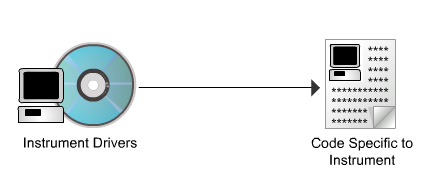 Instrument Drivers
Code Specific to
Instrument